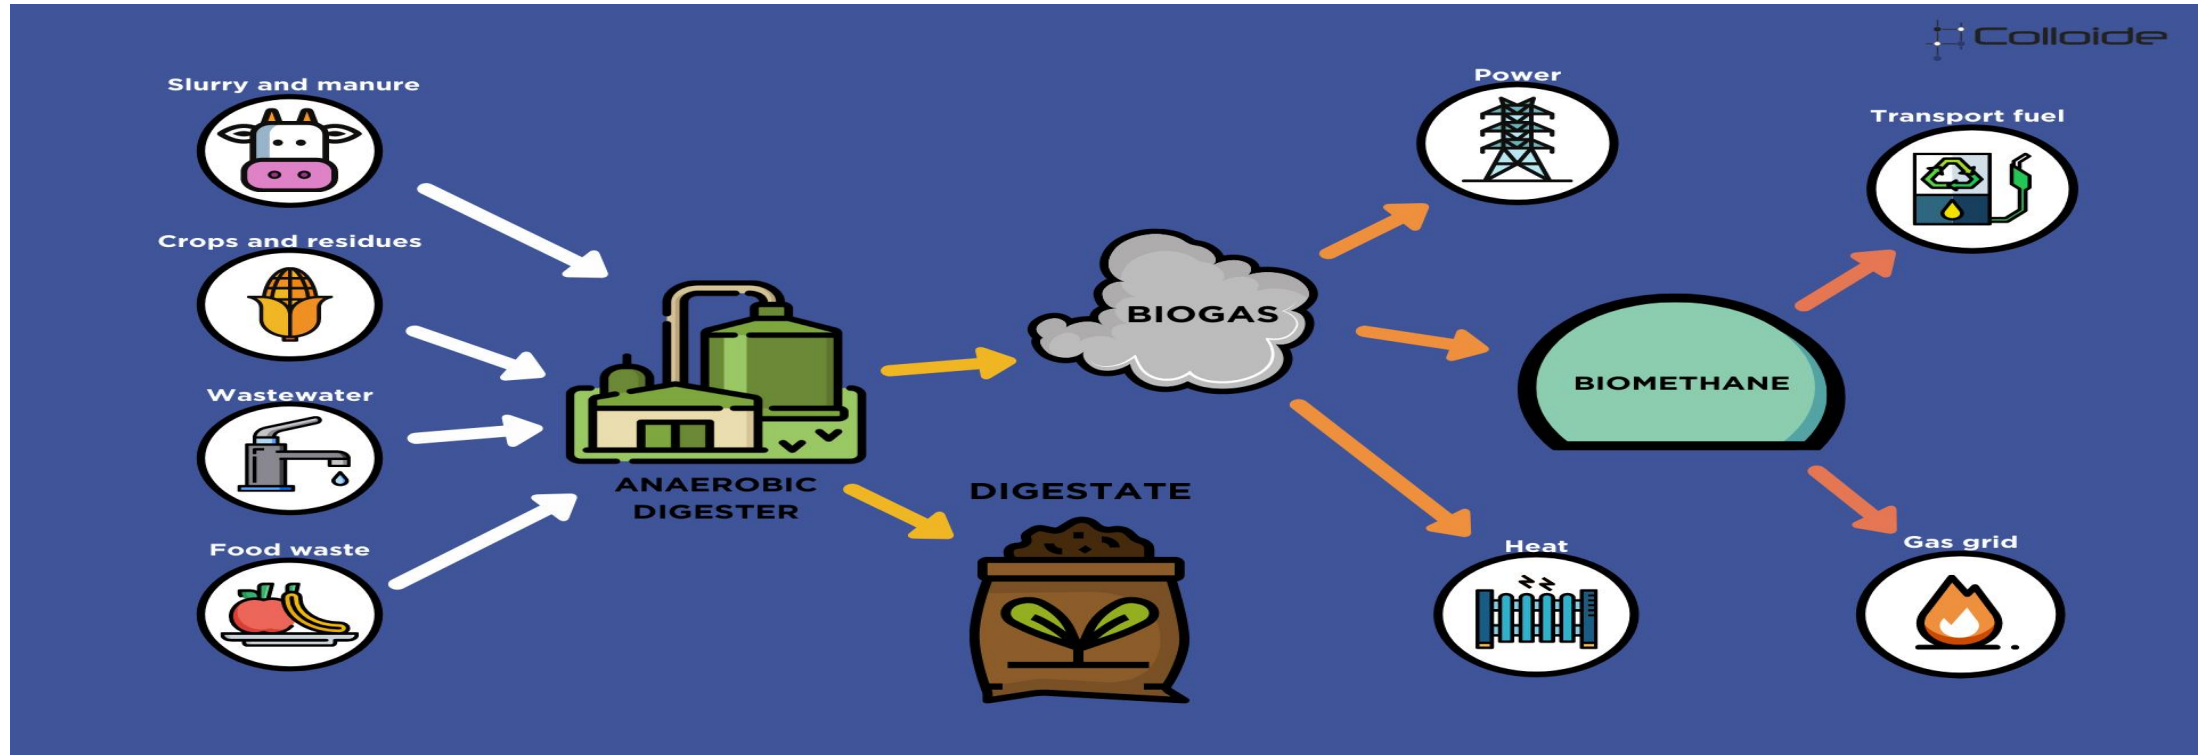 Colloide
Slurry and manure
Crops and residues
Wastewater
Food waste
ANAEROBIC
DIGESTER
BIOGAS
DIGESTATE
Power
Heat
BIOMETHANE
Transport fuel
Gas grid